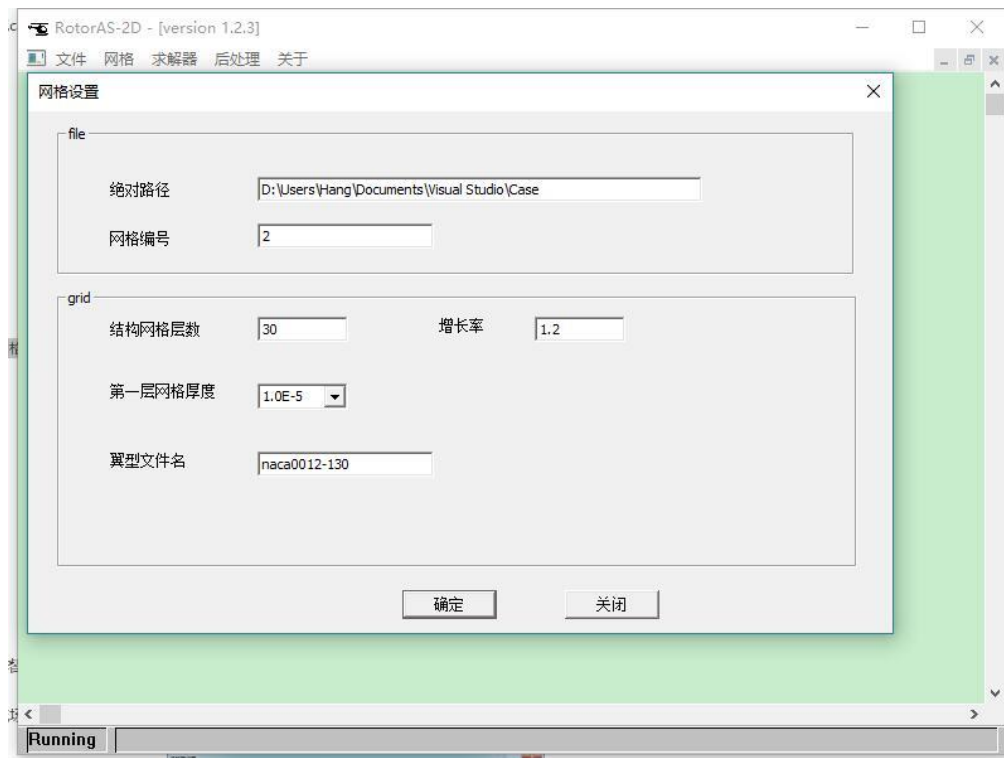 RotorAS-2D - [version 1.2.3]
文件 网格 求解器 后处理 关于
网格设置
file
绝对路径 D:\Users\Hang\Documents\Visual Studio\Case
网格编号 2
grid
结构网格层数 30 增长率 1.2
第一层网格厚度 1.0E-5
翼型文件名 naca0012-130
确定 关闭
Running